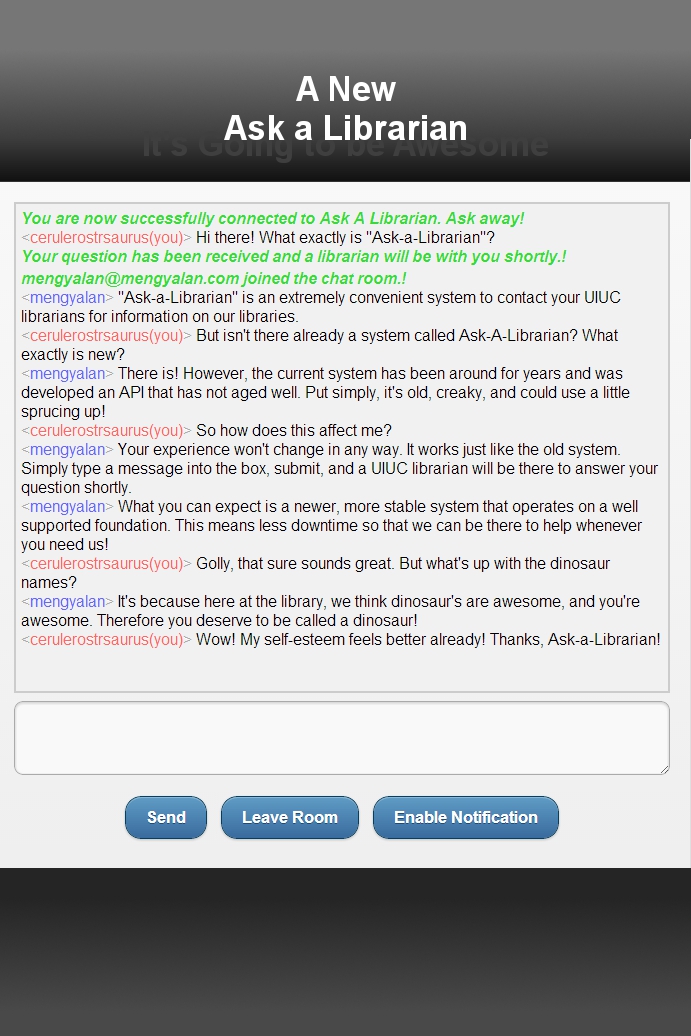 A New
Ask a Librarian
It's Going to be Awesome
You are now successfully connected to Ask A Librarian. Ask away!
<cerulerostrsaurus(you)> Hi there! What exactly is "Ask-a-Librarian"?
Your question has been received and a librarian will be with you shortly.!
mengyalan@mengyalan.com joined the chat room.!
<mengyalan> "Ask-a-Librarian" is an extremely convenient system to contact your UIUC
librarians for information on our libraries.
<cerulerostrsaurus(you)> But isn't there already a system called Ask-A-Librarian? What
exactly is new?
<mengyalan> There is! However, the current system has been around for years and was
developed an API that has not aged well. Put simply, it's old, creaky, and could use a little
sprucing up!
<cerulerostrsaurus(you)> So how does this affect me?
<mengyalan> Your experience won't change in any way. It works just like the old system.
Simply type a message into the box, submit, and a UIUC librarian will be there to answer your
question shortly.
<mengyalan> What you can expect is a newer, more stable system that operates on a well
supported foundation. This means less downtime so that we can be there to help whenever
you need us!
<cerulerostrsaurus(you)> Golly, that sure sounds great. But what's up with the dinosaur
names?
<mengyalan> It's because here at the library, we think dinosaur's are awesome, and you're
awesome. Therefore you deserve to be called a dinosaur!
<cerulerostrsaurus(you)> Wow! My self-esteem feels better already! Thanks, Ask-a-Librarian!
Send Leave Room Enable Notification